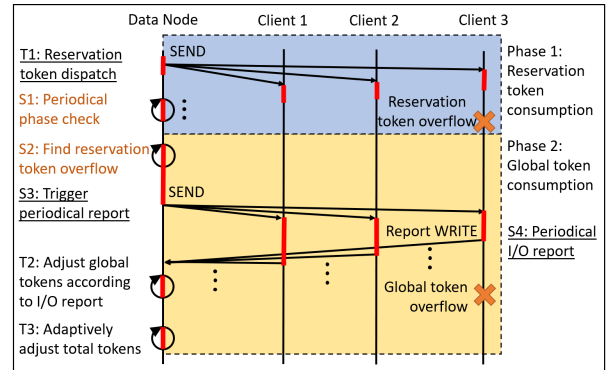 Data Node
Client 1
Client 2
Client 3
T1: Reservation
token dispatch
SEND
Phase 1:
Reservation
token
consumption
S1: Periodical
phase check
Reservation
token overflow
S2: Find reservation
token overflow
Phase 2:
Global token
consumption
SEND
S3: Trigger
periodical report
Report WRITE
S4: Periodical
I/O report
T2: Adjust global
tokens according
to I/O report
Global token
overflow
T3: Adaptively
adjust total tokens